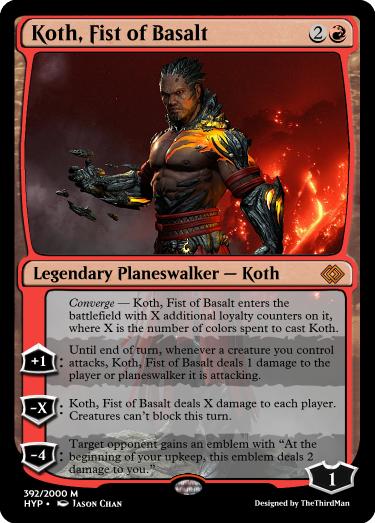 Koth, Fist of Basalt 2
Legendary Planeswalker — Koth
Converge — Koth, Fist of Basalt enters the
battlefield with X additional loyalty counters on it,
where X is the number of colors spent to cast Koth.
+1: Until end of turn, whenever a creature you control
attacks, Koth, Fist of Basalt deals 1 damage to the
player or planeswalker it is attacking.
-X: Koth, Fist of Basalt deals X damage to each player.
Creatures can't block this turn.
-4: Target opponent gains an emblem with "At the
beginning of your upkeep, this emblem deals 2
damage to you."
1
392/2000 M
HYP • Jason Chan
Designed by TheThirdMan